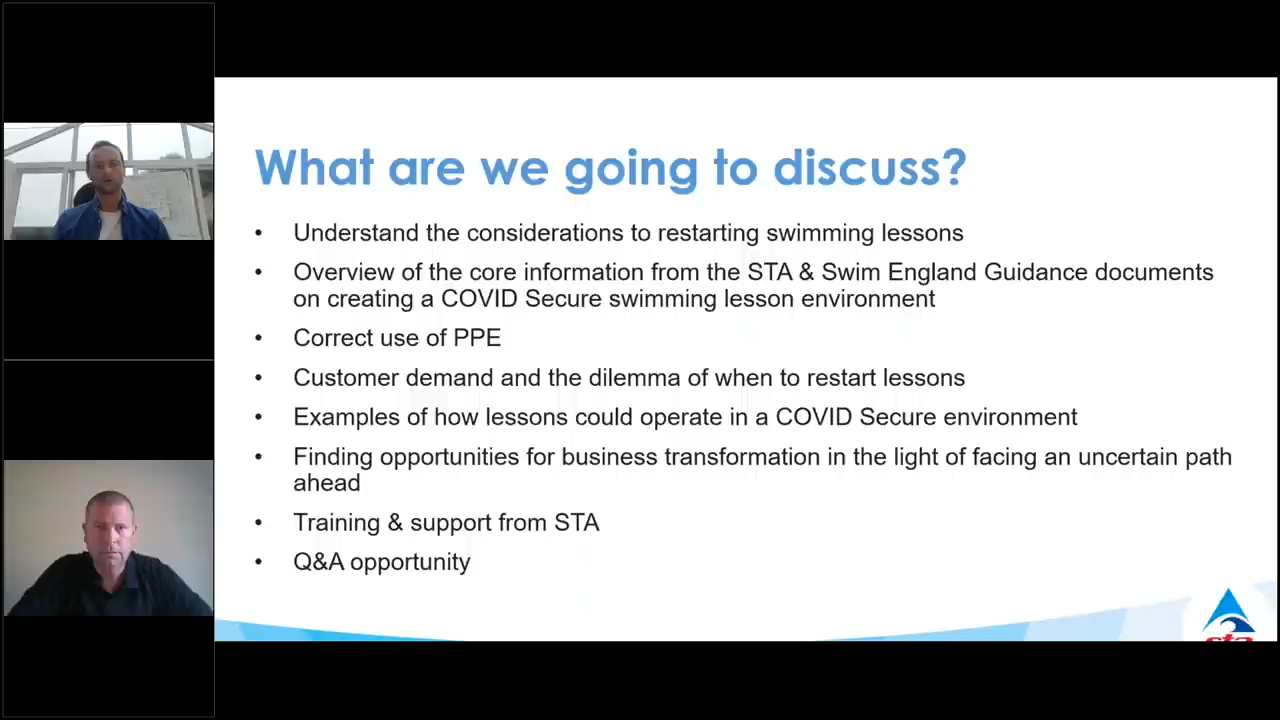 What are we going to discuss?
• Understand the considerations to restarting swimming lessons
• Overview of the core information from the STA & Swim England Guidance documents
on creating a COVID Secure swimming lesson environment
• Correct use of PPE
• Customer demand and the dilemma of when to restart lessons
• Examples of how lessons could operate in a COVID Secure environment
• Finding opportunities for business transformation in the light of facing an uncertain path
ahead
• Training & support from STA
• Q&A opportunity
sta